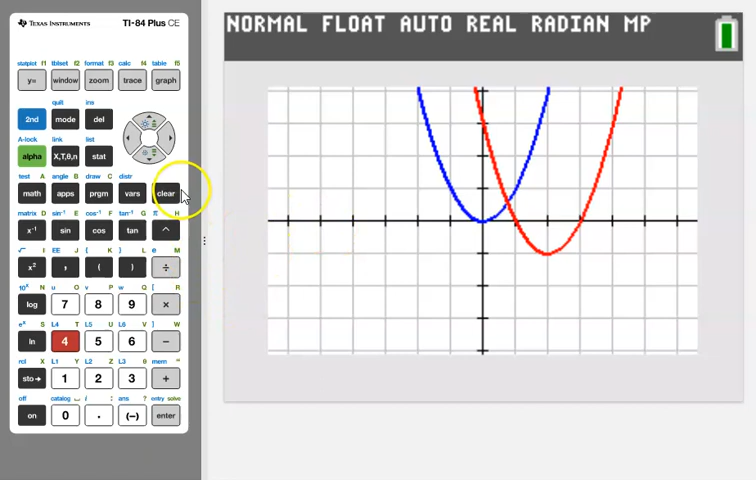 TEXAS INSTRUMENTS TI-84 Plus CE
NORMAL FLOAT AUTO REAL RADIAN MP
statplot f1 tblset f2 format f3 calc f4 table f5
y= window zoom trace graph
quit ins
2nd mode del
A-lock link list
alpha X,T,θ,n stat
test A angle B draw C distr
math apps prgm vars clear
matrix D sin⁻¹ E cos⁻¹ F tan⁻¹ G π H
x⁻¹ sin cos tan ^
√ I EE J { K } L e M
x² , ( ) ÷
10ˣ N u O v P w Q [ R
log 7 8 9 ×
eˣ S L4 T L5 U L6 V ] W
ln 4 5 6 −
rcl X L1 Y L2 Z L3 θ mem "
sto→ 1 2 3 +
off catalog ␣ i : ans ? entry solve
on 0 . (−) enter